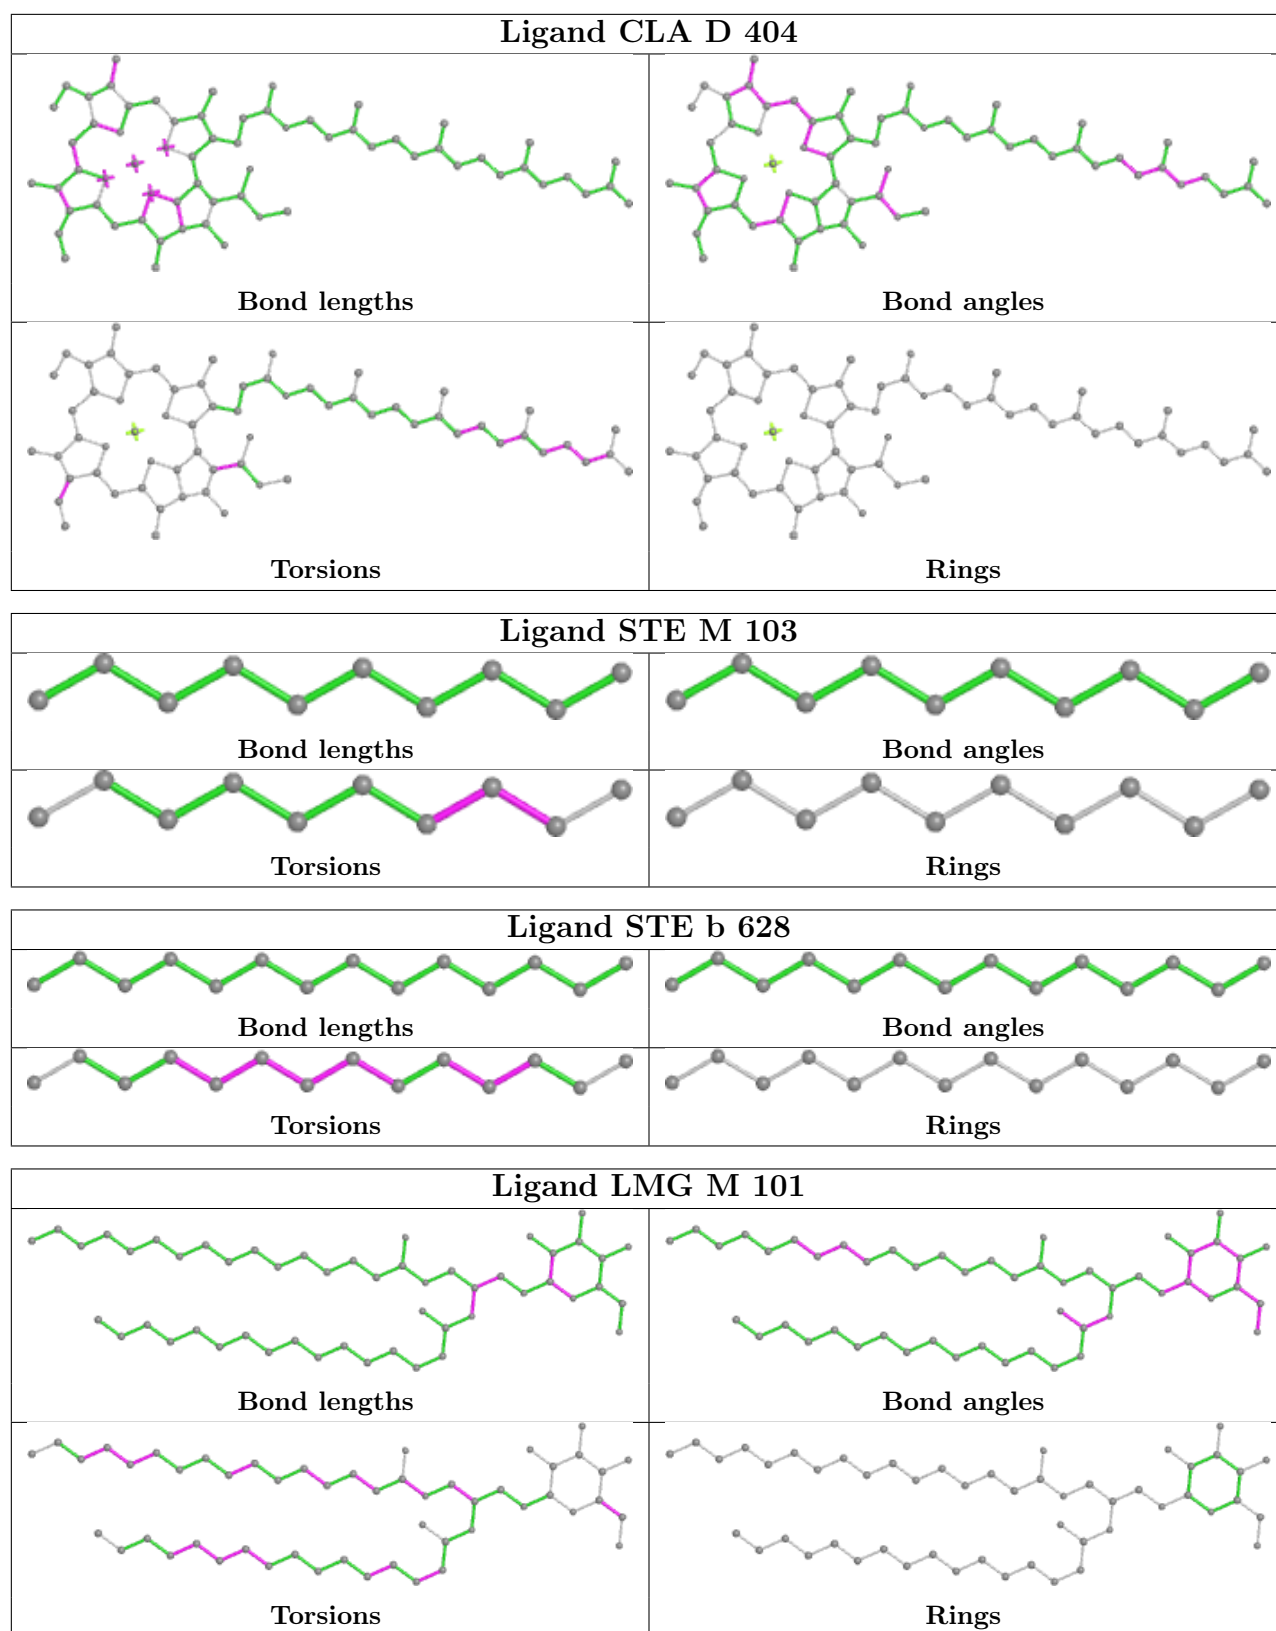 Ligand CLA D 404
Bond lengths
Bond angles
Torsions
Rings
Ligand STE M 103
Bond lengths
Bond angles
Torsions
Rings
Ligand STE b 628
Bond lengths
Bond angles
Torsions
Rings
Ligand LMG M 101
Bond lengths
Bond angles
Torsions
Rings